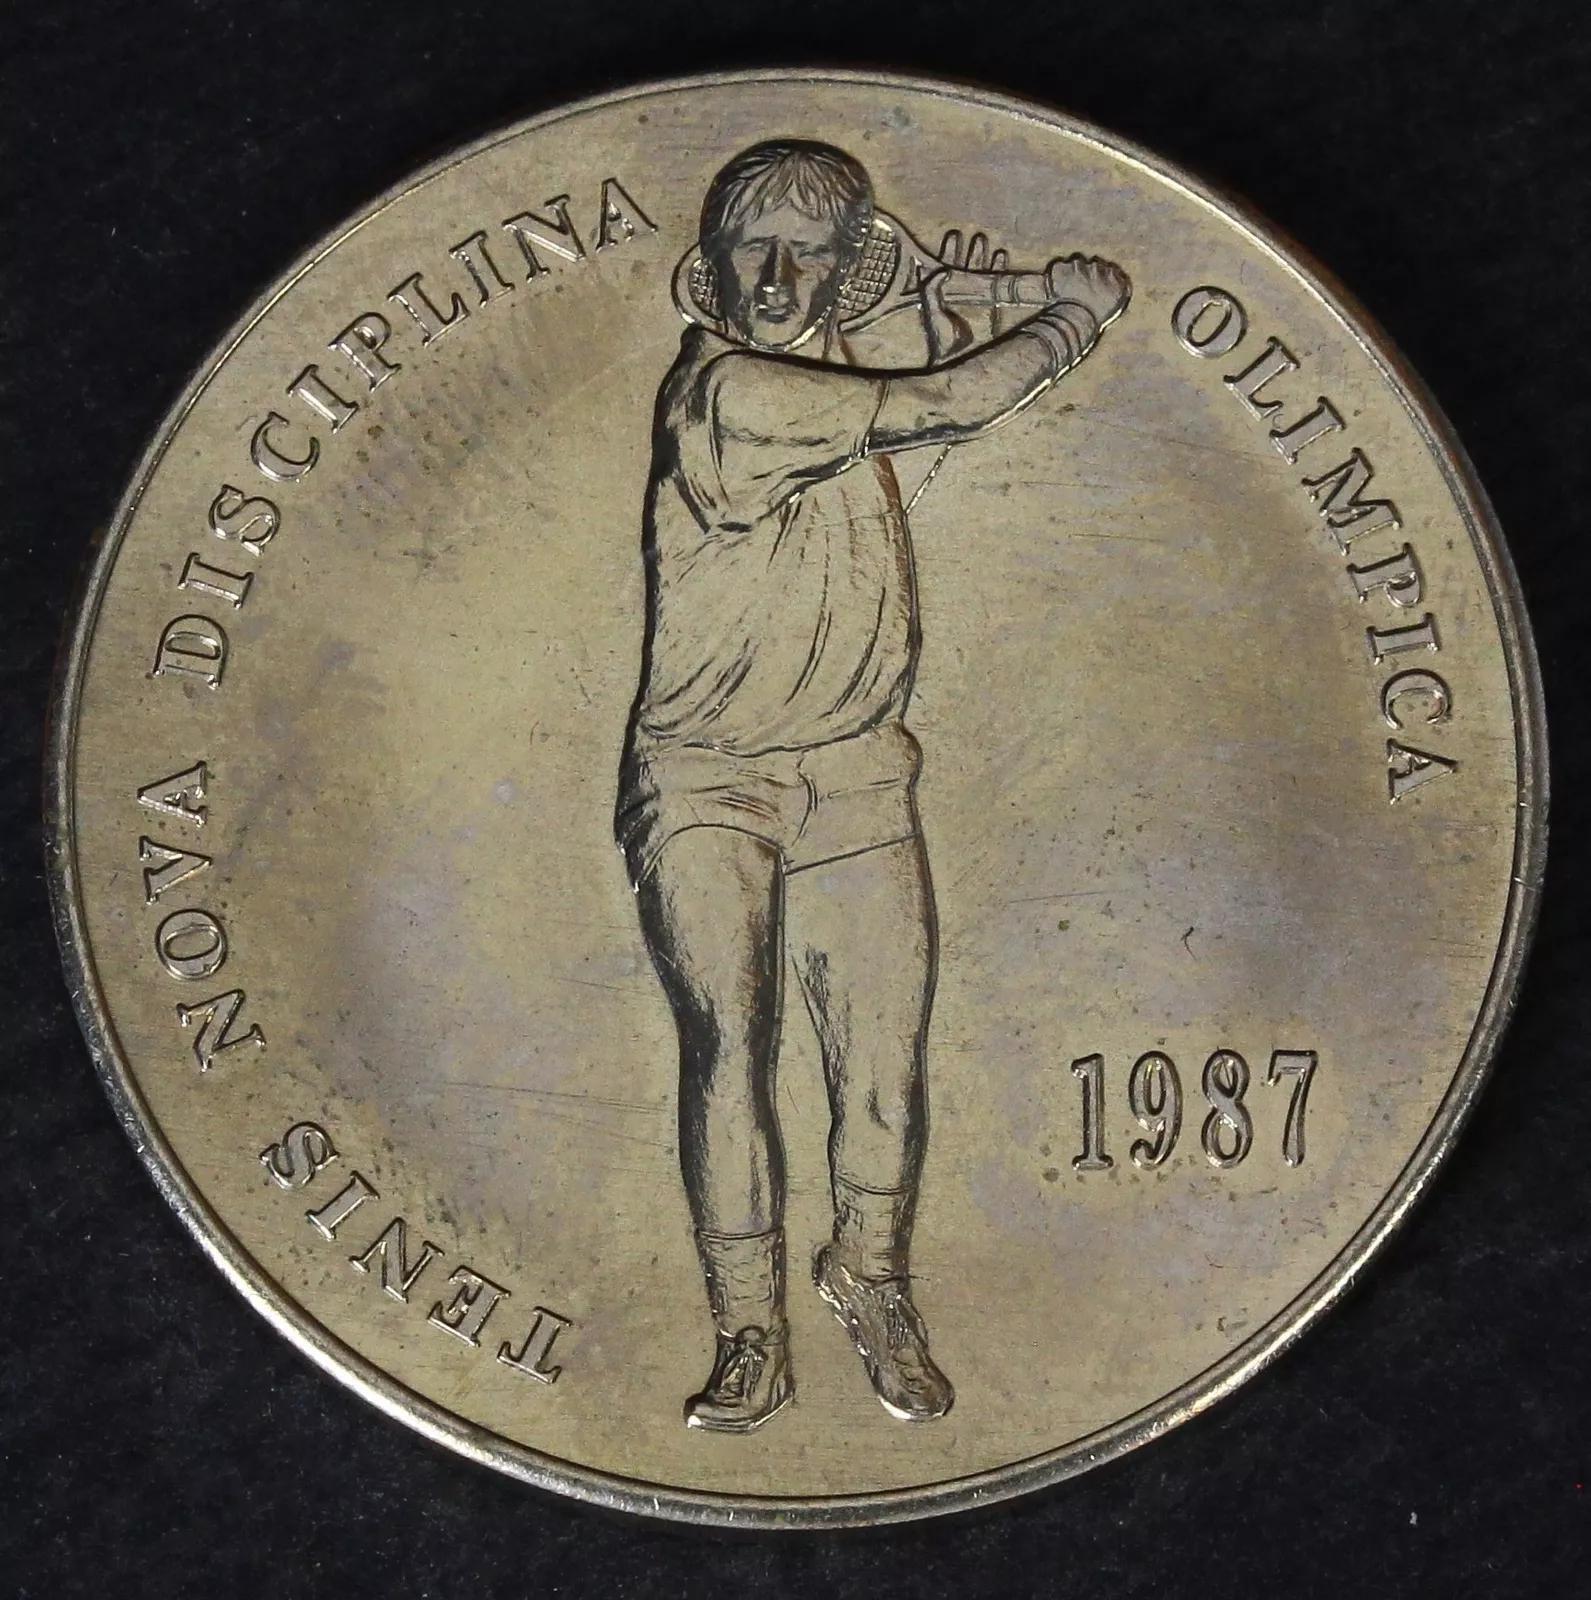 TENIS NOVA DISCIPLINA OLIMPICA
1987